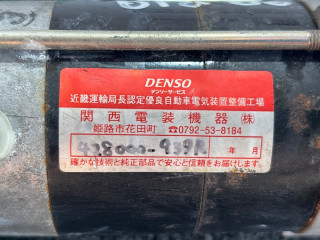 DENSO
デンソーサービス
近畿運輸局長認定優良自動車電気装置整備工場
関西電装機器㈱
姫路市花田町 ☎0792-53-8184
年 月
確かな技術と純正部品で安心と信頼をお届けします。